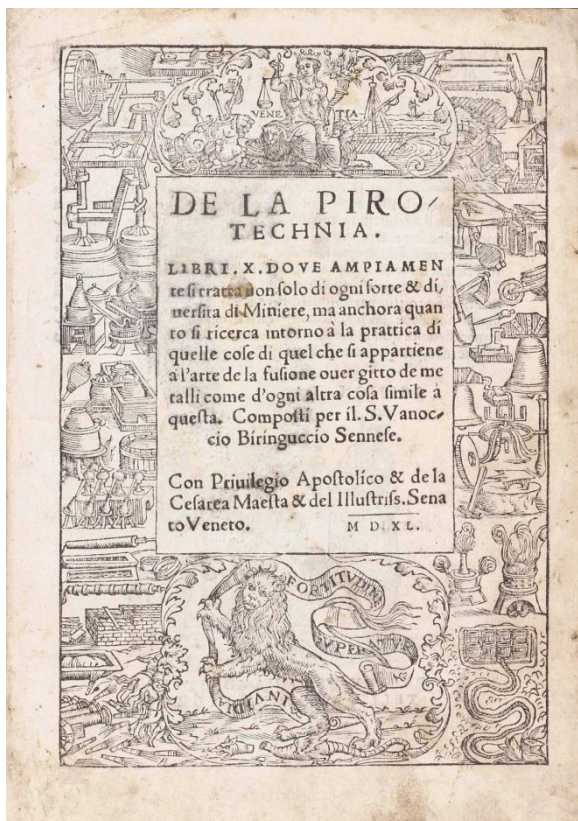 VENE TIA
DE LA PIRO/
TECHNIA.
LIBRI . X . DOVE AMPIAMEN
te si tratta non solo di ogni sorte & di/
uersita di Miniere, ma anchora quan
to si ricerca intorno à la prattica di
quelle cose di quel che si appartiene
a l'arte de la fusione ouer gitto de me
talli come d'ogni altra cosa simile à
questa. Composti per il. S. Vanoc/
cio Biringuccio Sennese.
Con Priuilegio Apostolico & de la
Cesarea Maesta & del Illustriss. Sena
to Veneto.
M D. XL.
FORTITVDINE